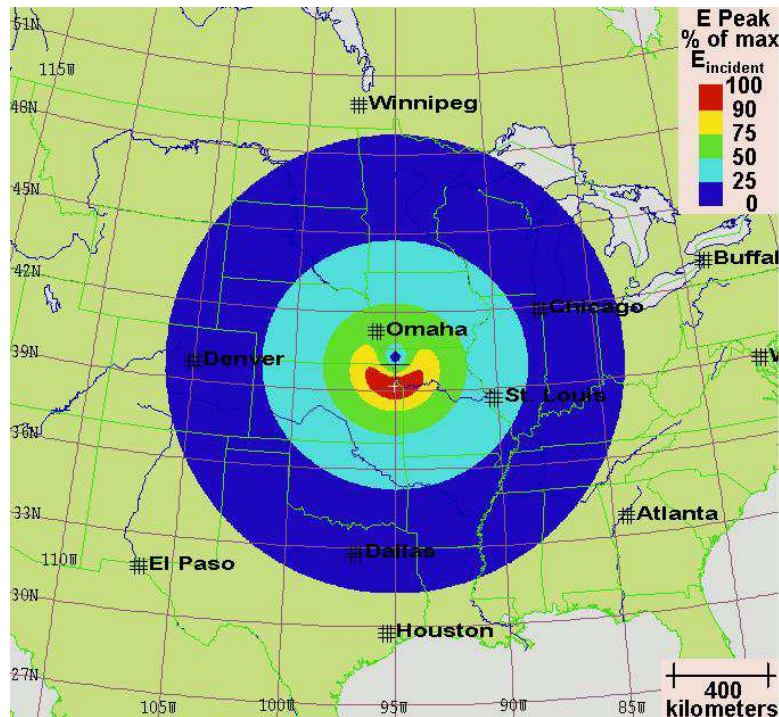 51N
115W
48N
45N
42N
39N
36N
33N
110W
30N
27N
105W
100W
95W
90W
85W
Winnipeg
Omaha
Chicago
Buffal
Denver
St. Louis
Atlanta
Dallas
El Paso
Houston
E Peak
% of max
Eincident
100
90
75
50
25
0
400
kilometers